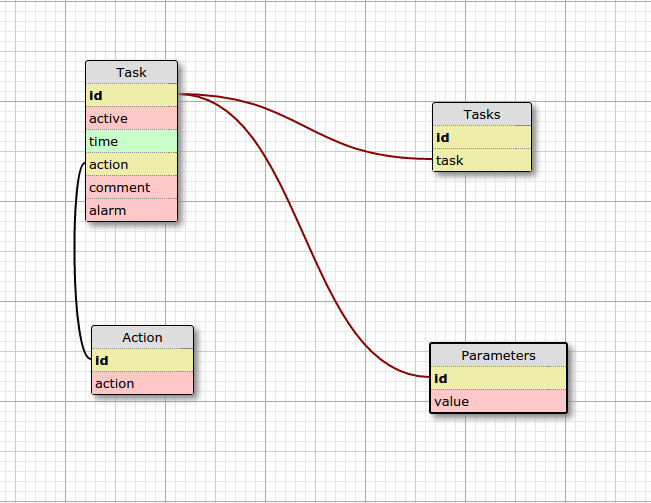 Task
id
active
time
action
comment
alarm
Tasks
id
task
Action
id
action
Parameters
id
value